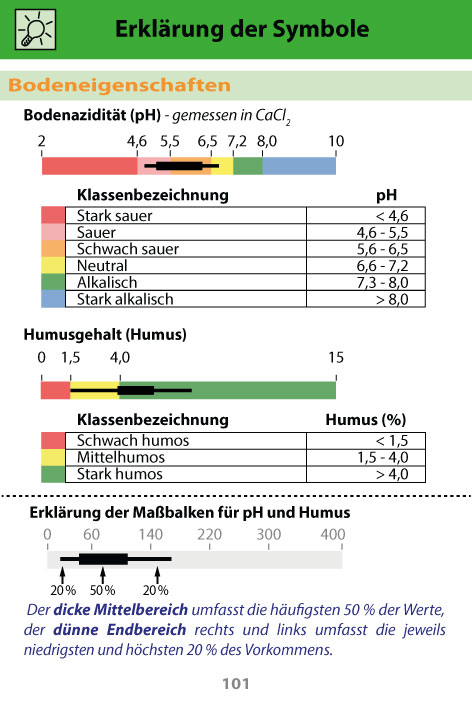 Erklärung der Symbole
Bodeneigenschaften
Bodenazidität (pH) - gemessen in CaCl2
2 4,6 5,5 6,5 7,2 8,0 10
Klassenbezeichnung pH
Stark sauer < 4,6
Sauer 4,6 - 5,5
Schwach sauer 5,6 - 6,5
Neutral 6,6 - 7,2
Alkalisch 7,3 - 8,0
Stark alkalisch > 8,0
Humusgehalt (Humus)
0 1,5 4,0 15
Klassenbezeichnung Humus (%)
Schwach humos < 1,5
Mittelhumos 1,5 - 4,0
Stark humos > 4,0
Erklärung der Maßbalken für pH und Humus
0 60 140 220 300 400
20 % 50 % 20 %
Der dicke Mittelbereich umfasst die häufigsten 50 % der Werte,
der dünne Endbereich rechts und links umfasst die jeweils
niedrigsten und höchsten 20 % des Vorkommens.
101